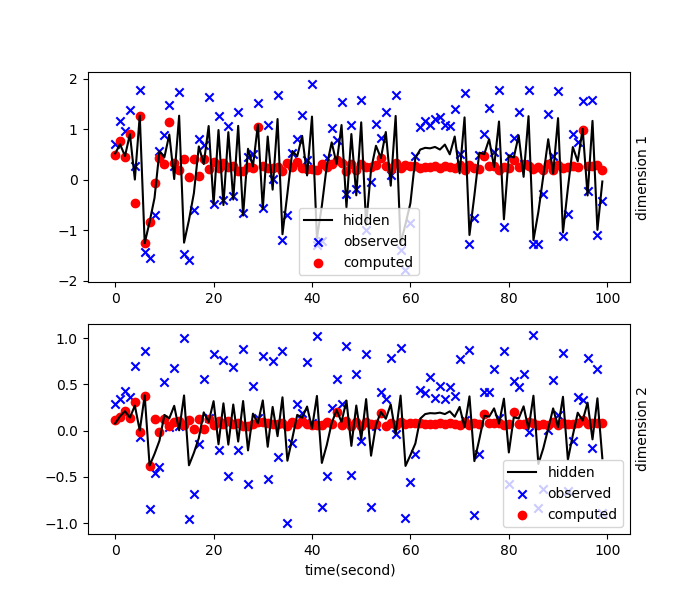 2
1
0
−1
−2
0
20
40
60
80
100
hidden
observed
computed
dimension 1
1.0
0.5
0.0
−0.5
−1.0
0
20
40
60
80
100
hidden
observed
computed
dimension 2
time(second)